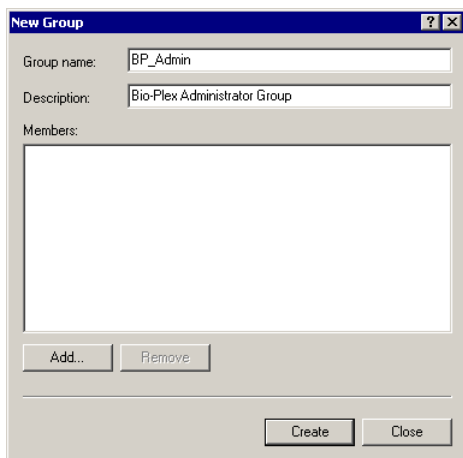 New Group
Group name: BP_Admin
Description: Bio-Plex Administrator Group
Members:
Add... Remove
Create Close